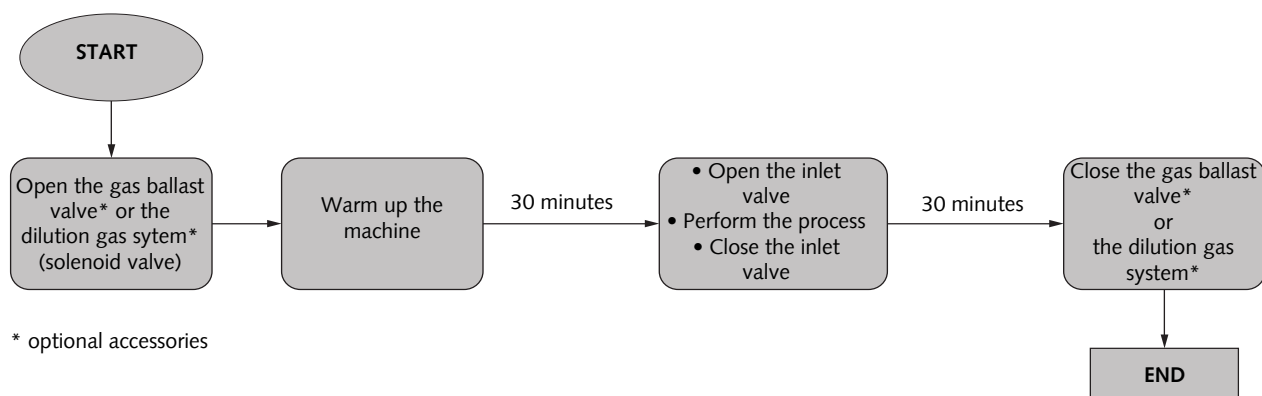 START
Open the gas ballast
valve* or the
dilution gas sytem*
(solenoid valve)
Warm up the
machine
30 minutes
• Open the inlet
valve
• Perform the process
• Close the inlet
valve
30 minutes
Close the gas ballast
valve*
or
the dilution gas
system*
END
* optional accessories